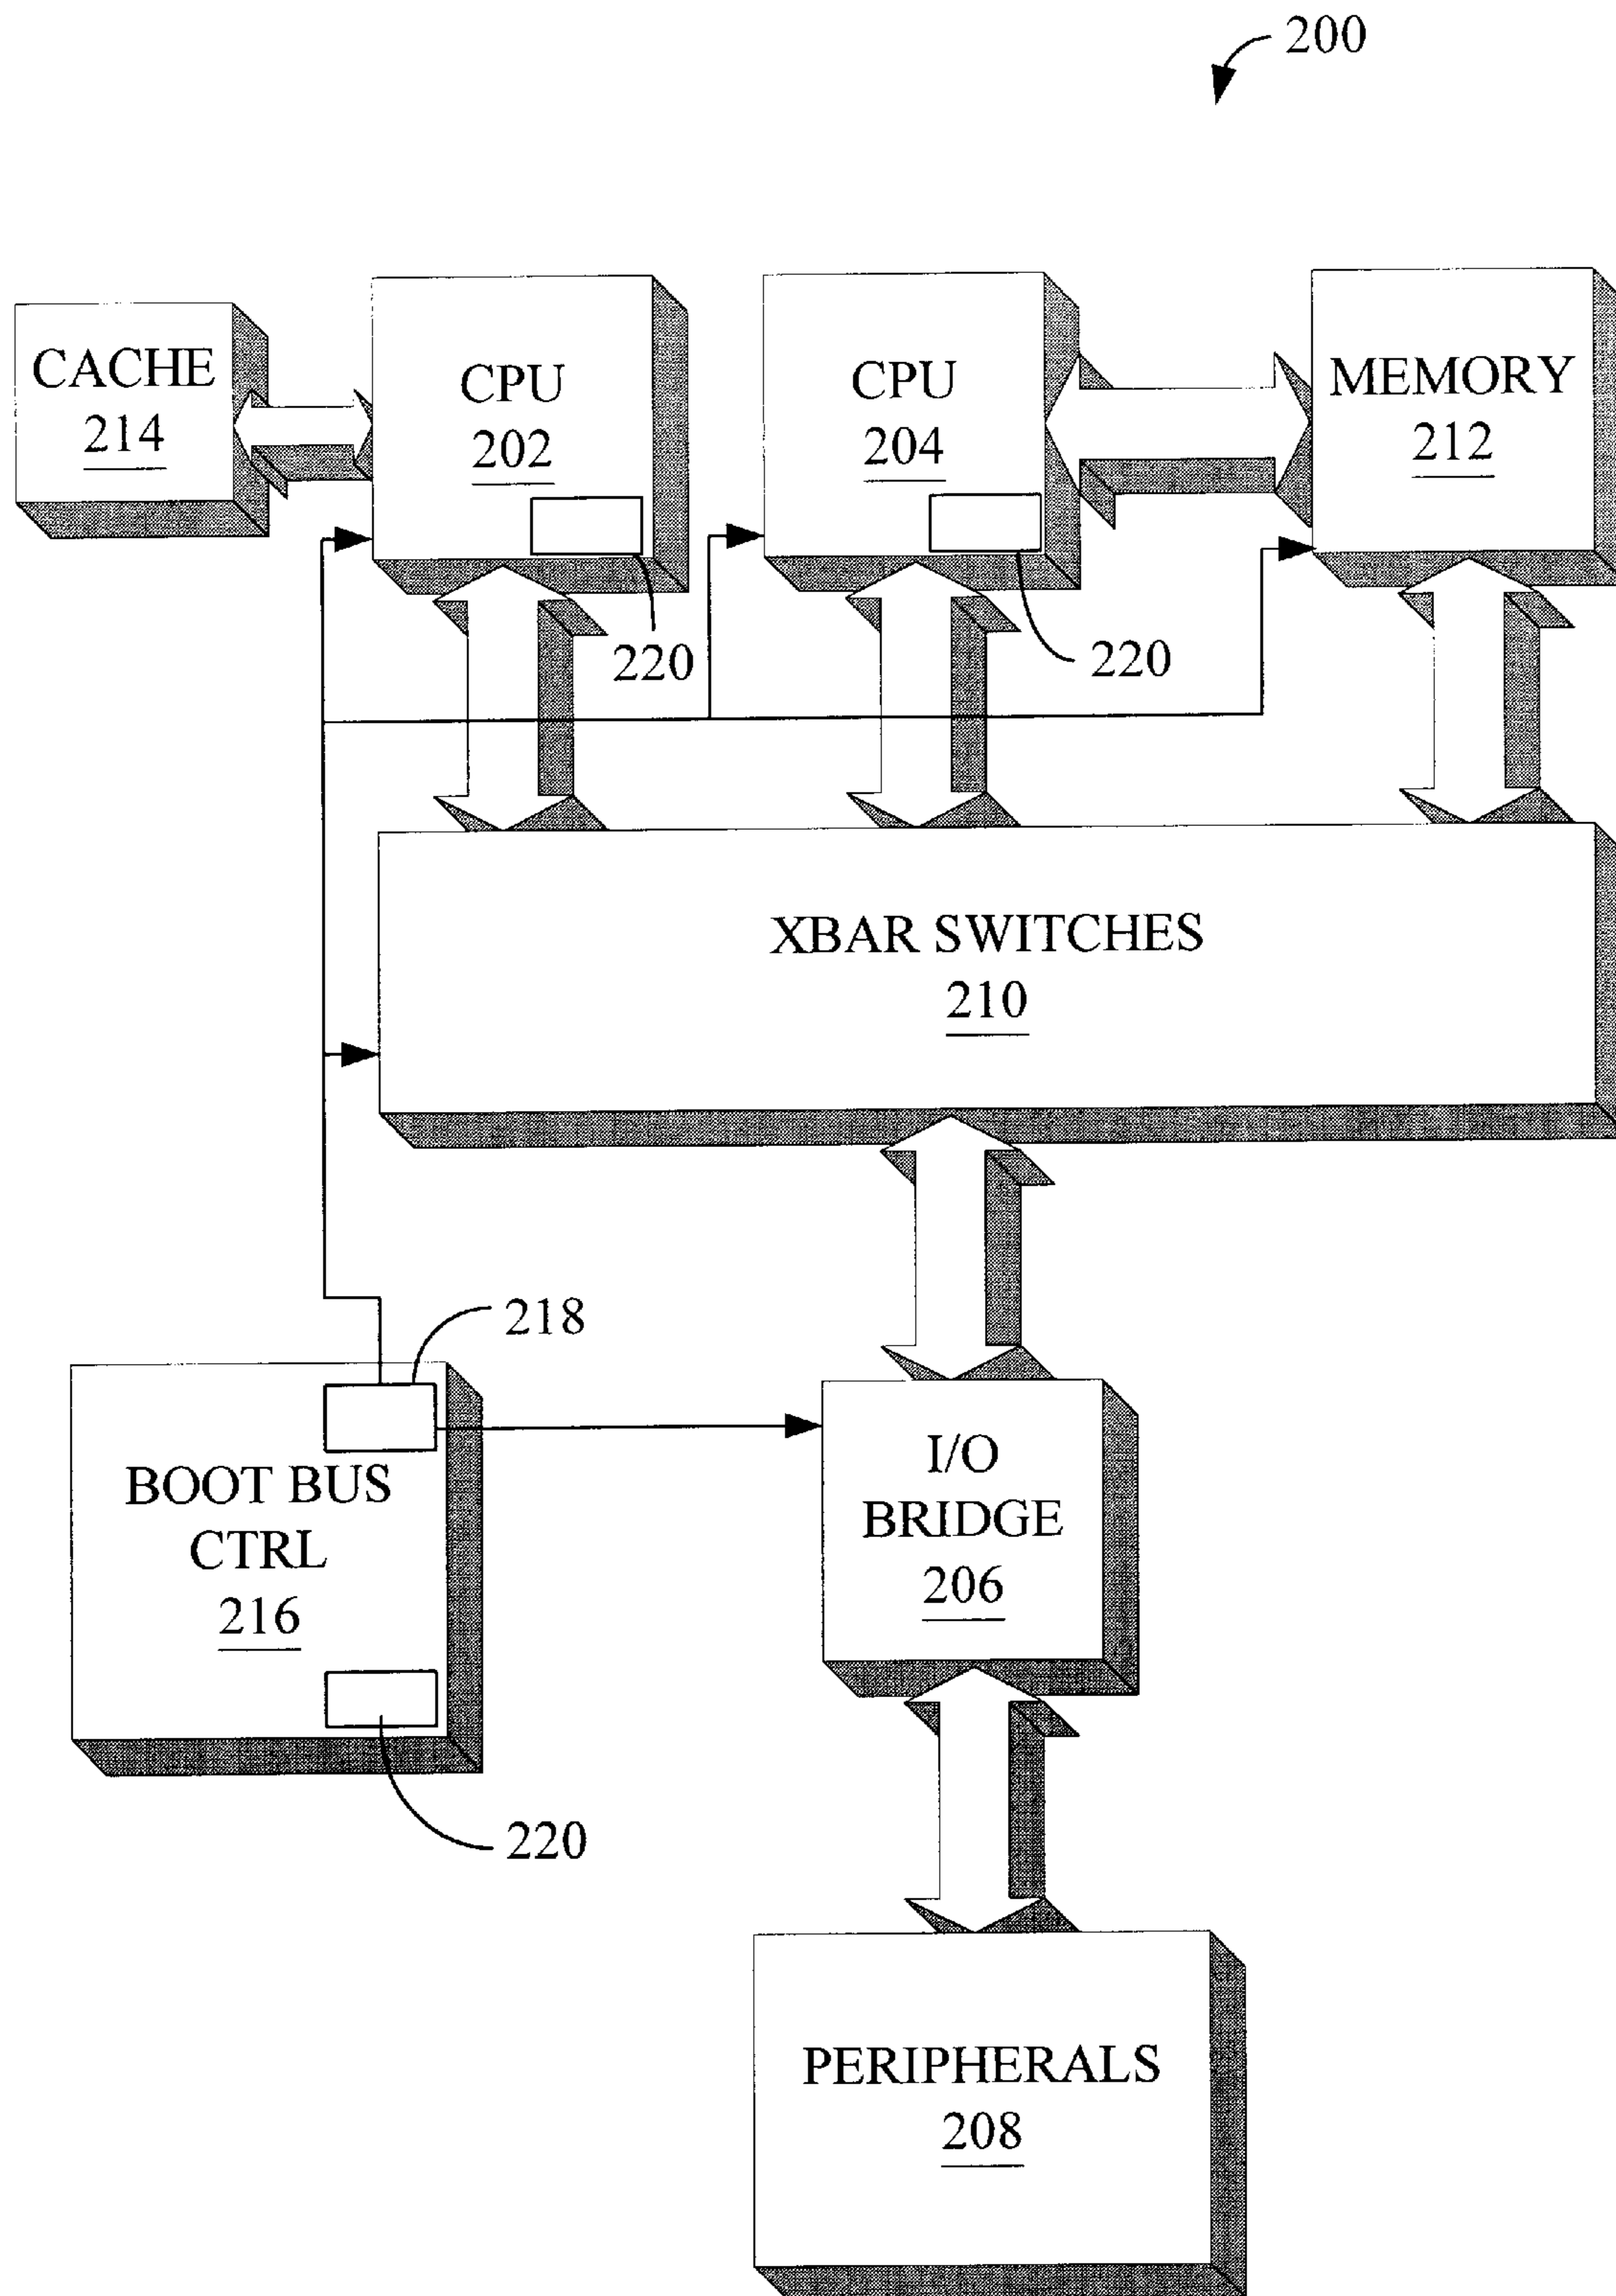 200
CACHE
214
CPU
202
CPU
204
MEMORY
212
220
220
XBAR SWITCHES
210
218
BOOT BUS
CTRL
216
220
I/O
BRIDGE
206
PERIPHERALS
208